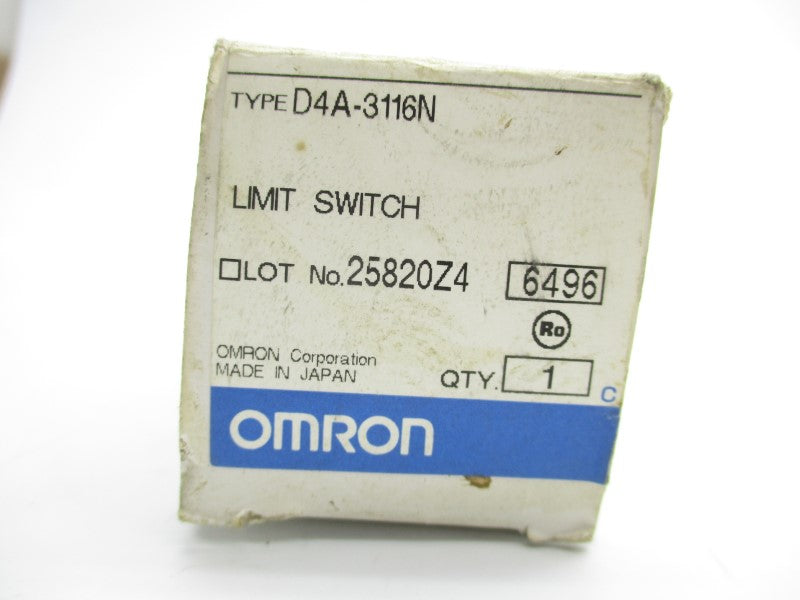 TYPE D4A-3116N
LIMIT SWITCH
□LOT No. 25820Z4 6496
Ro
OMRON Corporation
MADE IN JAPAN
QTY. 1
C
OMRON